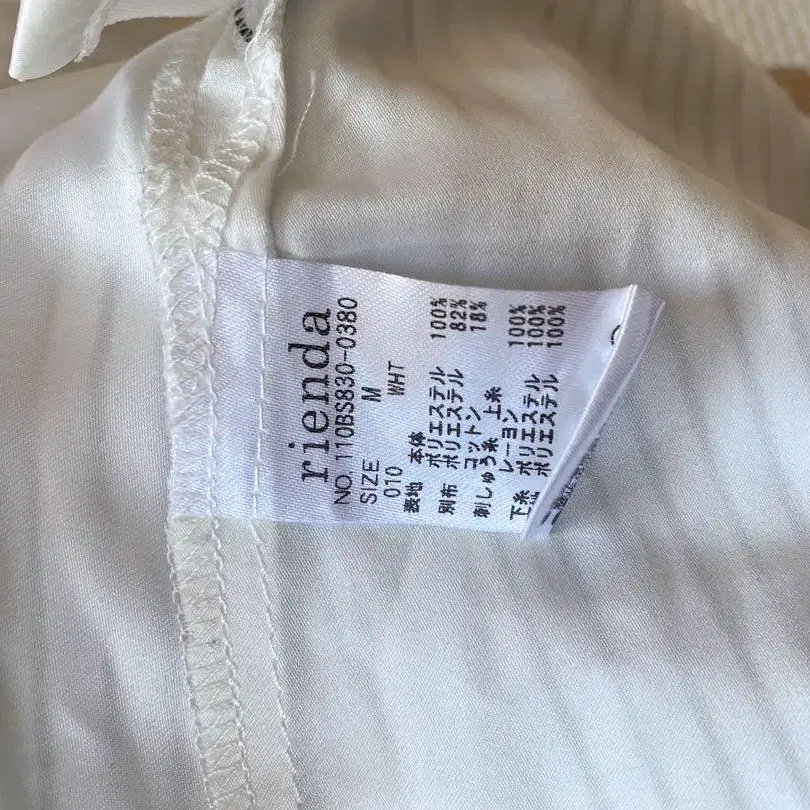 rienda
NO. 110BS830-0380
SIZE M
010 WHT
表地 本体
ポリエステル 100%
別布 ポリエステル 82%
コットン 18%
刺しゅう糸 上糸
レーヨン 100%
下糸 ポリエステル 100%
ポリエステル 100%